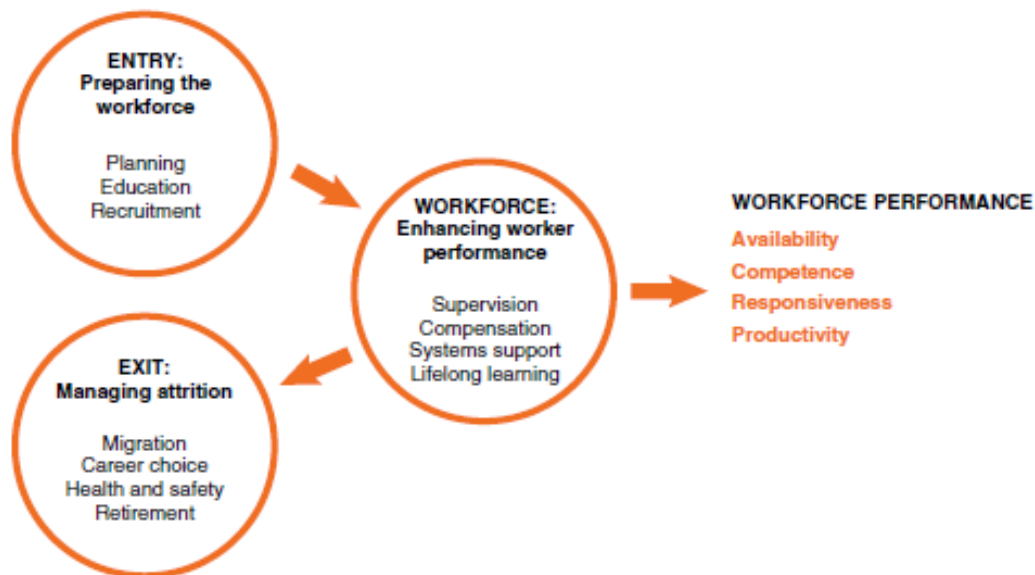 ENTRY:
Preparing the
workforce
Planning
Education
Recruitment
WORKFORCE:
Enhancing worker
performance
Supervision
Compensation
Systems support
Lifelong learning
EXIT:
Managing attrition
Migration
Career choice
Health and safety
Retirement
WORKFORCE PERFORMANCE
Availability
Competence
Responsiveness
Productivity